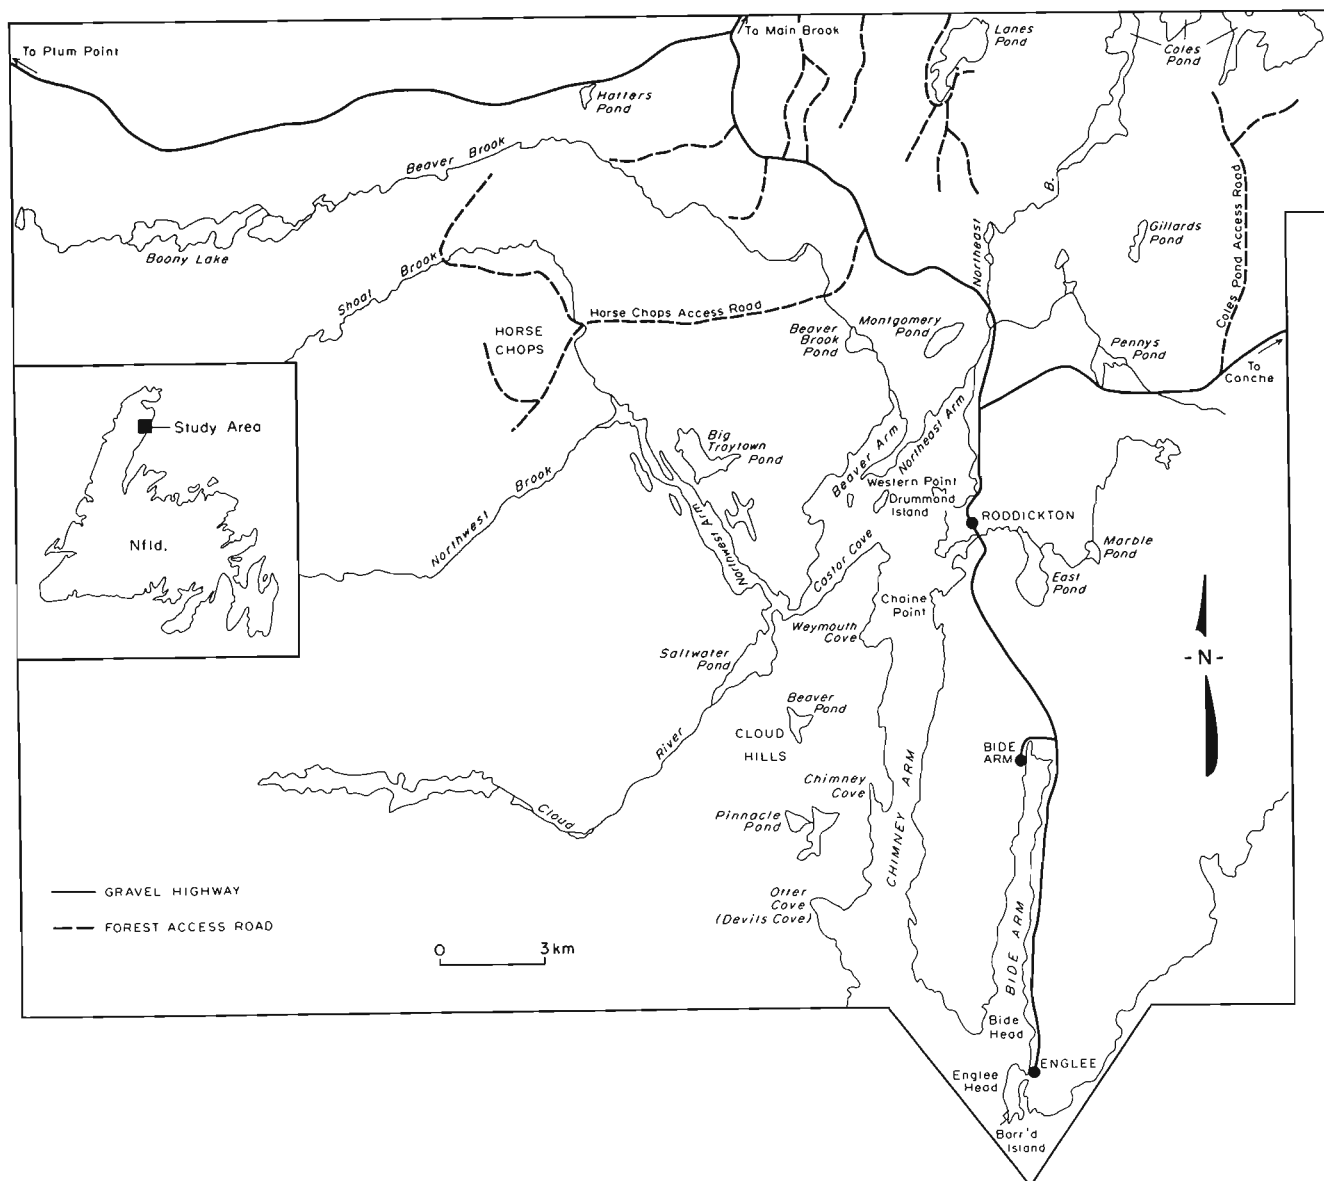 To Plum Point
To Main Brook
Lanes
Pond
Coles
Pond
Hatters
Pond
Beaver Brook
Boony Lake
Shoal Brook
Northeast B.
Gillards
Pond
Coles Pond Access Road
Horse Chops Access Road
HORSE
CHOPS
Beaver
Brook
Pond
Montgomery
Pond
Pennys
Pond
To
Conche
Study Area
Nfld.
Big
Traytown
Pond
Beaver Arm
Northeast Arm
Western Point
Drummond
Island
RODDICKTON
Marble
Pond
East
Pond
Northwest Brook
Northwest Arm
Castor Cove
Chaine
Point
Weymouth
Cove
Saltwater
Pond
-N-
Beaver
Pond
CLOUD
HILLS
BIDE
ARM
Cloud River
Chimney
Cove
CHIMNEY ARM
Pinnacle
Pond
Otter
Cove
(Devils Cove)
BIDE ARM
GRAVEL HIGHWAY
FOREST ACCESS ROAD
0 3 km
Bide
Head
ENGLEE
Englee
Head
Barr'd
Island